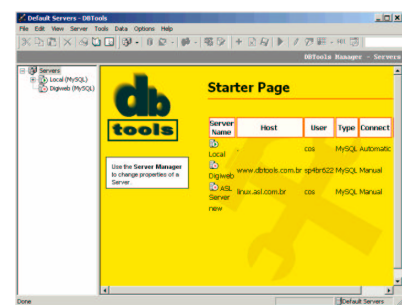 Default Servers - DBTools
File Edit View Server Tools Data Options Help
DBTools Manager - Servers
Servers
Local (MySQL)
Digiweb (MySQL)
db
tools
Use the Server Manager
to change properties of a
Server.
Starter Page
Server Name Host User Type Connect
Local . cos MySQL Automatic
Digiweb www.dbtools.com.br sp4br622 MySQL Manual
ASL Server new linux.asl.com.br cos MySQL Manual
Done
Default Servers